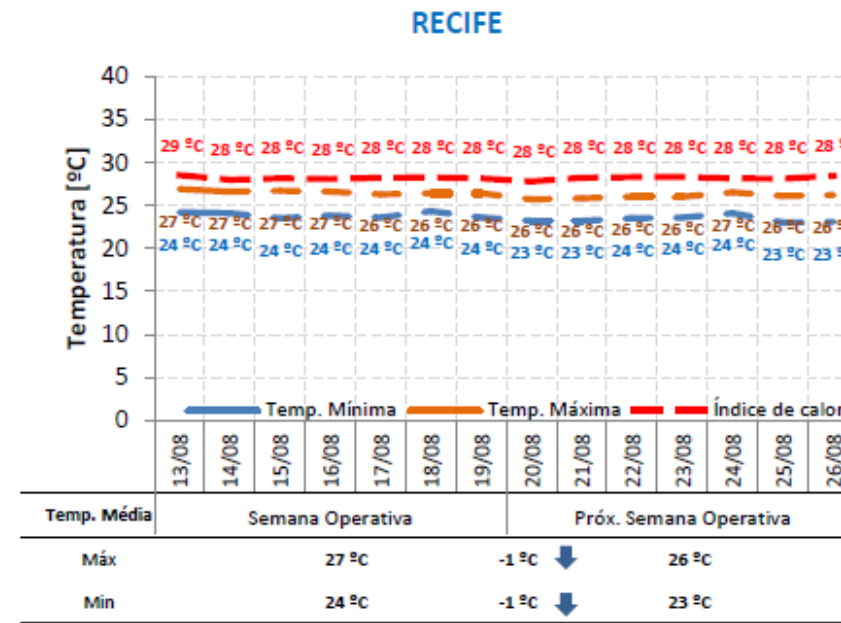 RECIFE
40
35
30
25
20
15
10
5
0
Temperatura [ºC]
29 ºC 28 ºC 28 ºC 28 ºC 28 ºC 28 ºC 28 ºC 28 ºC 28 ºC 28 ºC 28 ºC 28 ºC 28 ºC 28 º
27 ºC 27 ºC 27 ºC 27 ºC 26 ºC 26 ºC 26 ºC 26 ºC 26 ºC 26 ºC 26 ºC 27 ºC 26 ºC 26 º
24 ºC 24 ºC 24 ºC 24 ºC 24 ºC 24 ºC 24 ºC 23 ºC 23 ºC 24 ºC 24 ºC 24 ºC 23 ºC 23 º
Temp. Mínima Temp. Máxima Índice de calor
13/08 14/08 15/08 16/08 17/08 18/08 19/08 20/08 21/08 22/08 23/08 24/08 25/08 26/08
Temp. Média Semana Operativa Próx. Semana Operativa
Máx 27 ºC -1 ºC 26 ºC
Min 24 ºC -1 ºC 23 ºC